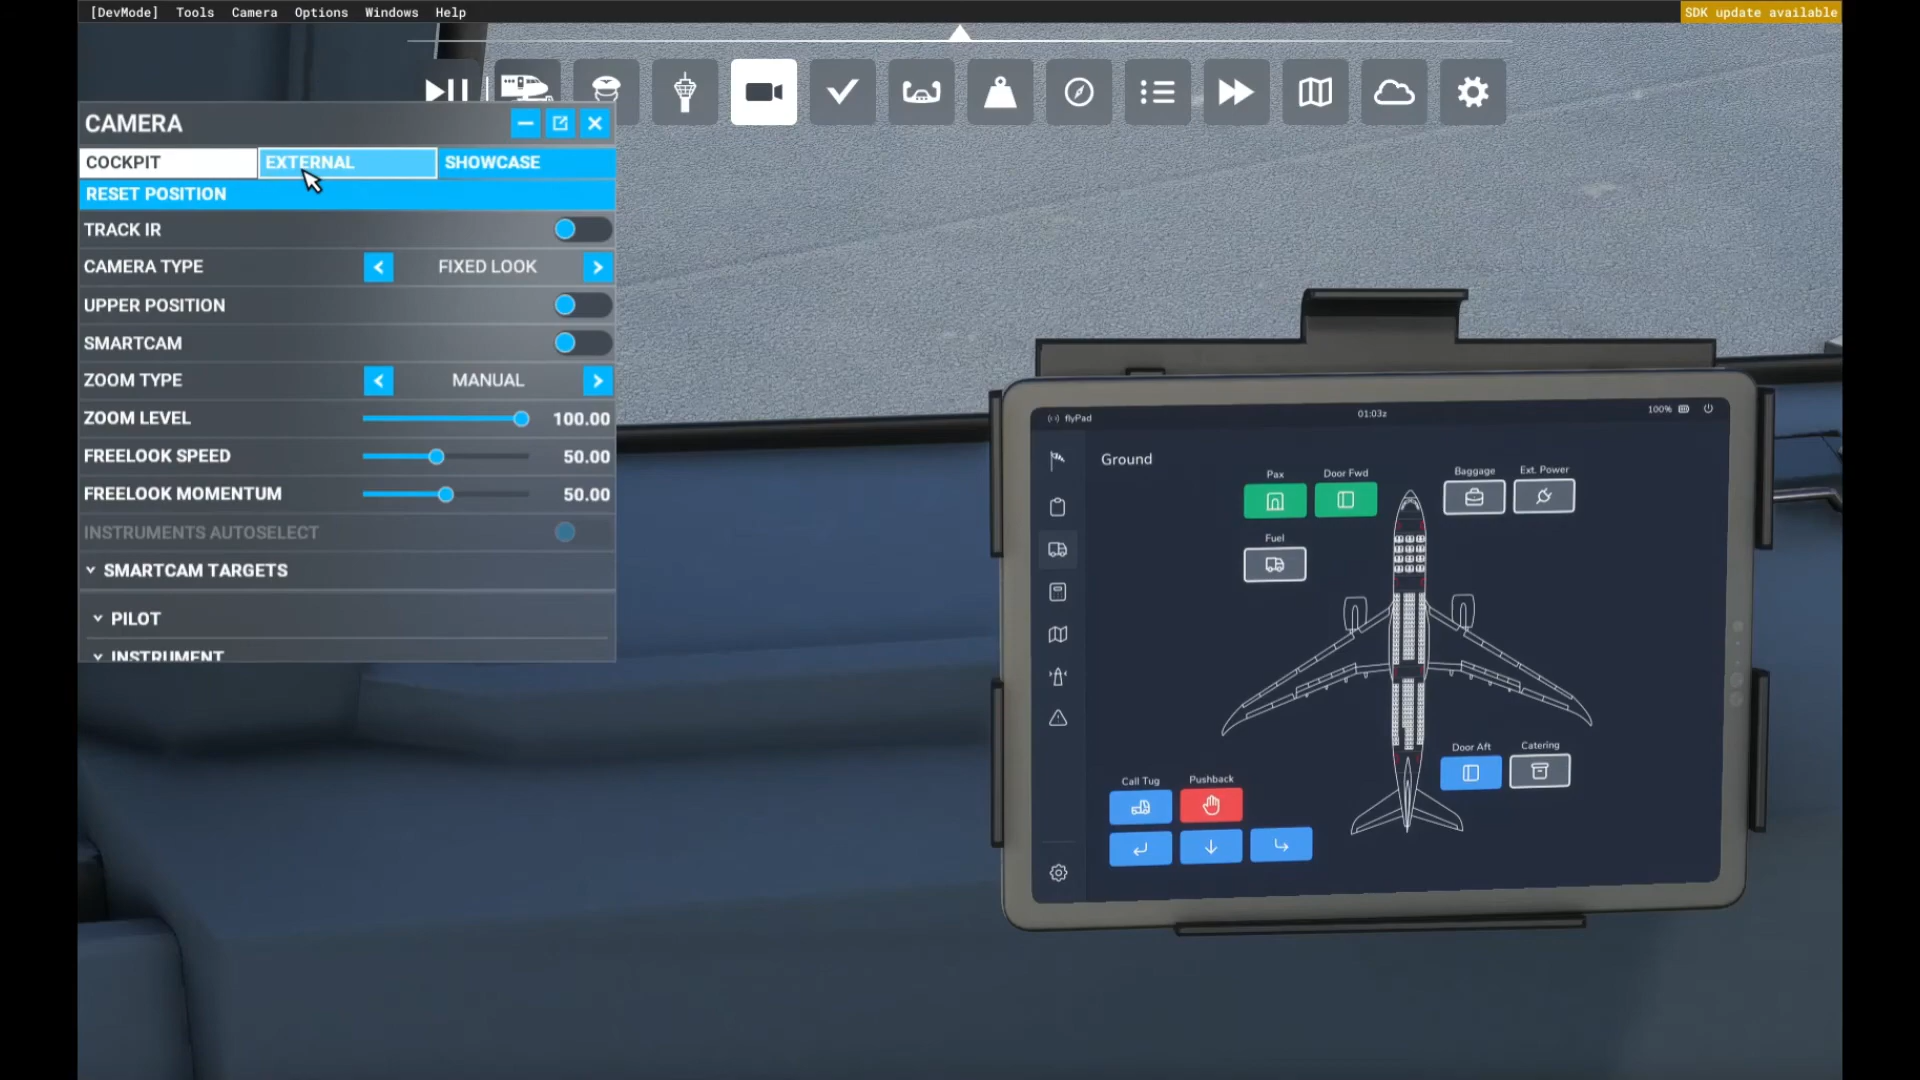 [DevMode] Tools Camera Options Windows Help
SDK update available
CAMERA
COCKPIT EXTERNAL SHOWCASE
RESET POSITION
TRACK IR
CAMERA TYPE FIXED LOOK
UPPER POSITION
SMARTCAM
ZOOM TYPE MANUAL
ZOOM LEVEL 100.00
FREELOOK SPEED 50.00
FREELOOK MOMENTUM 50.00
INSTRUMENTS AUTOSELECT
SMARTCAM TARGETS
PILOT
INSTRUMENT
flyPad 01:03z 100%
Ground
Pax Door Fwd Baggage Ext. Power
Fuel
Door Aft Catering
Call Tug Pushback